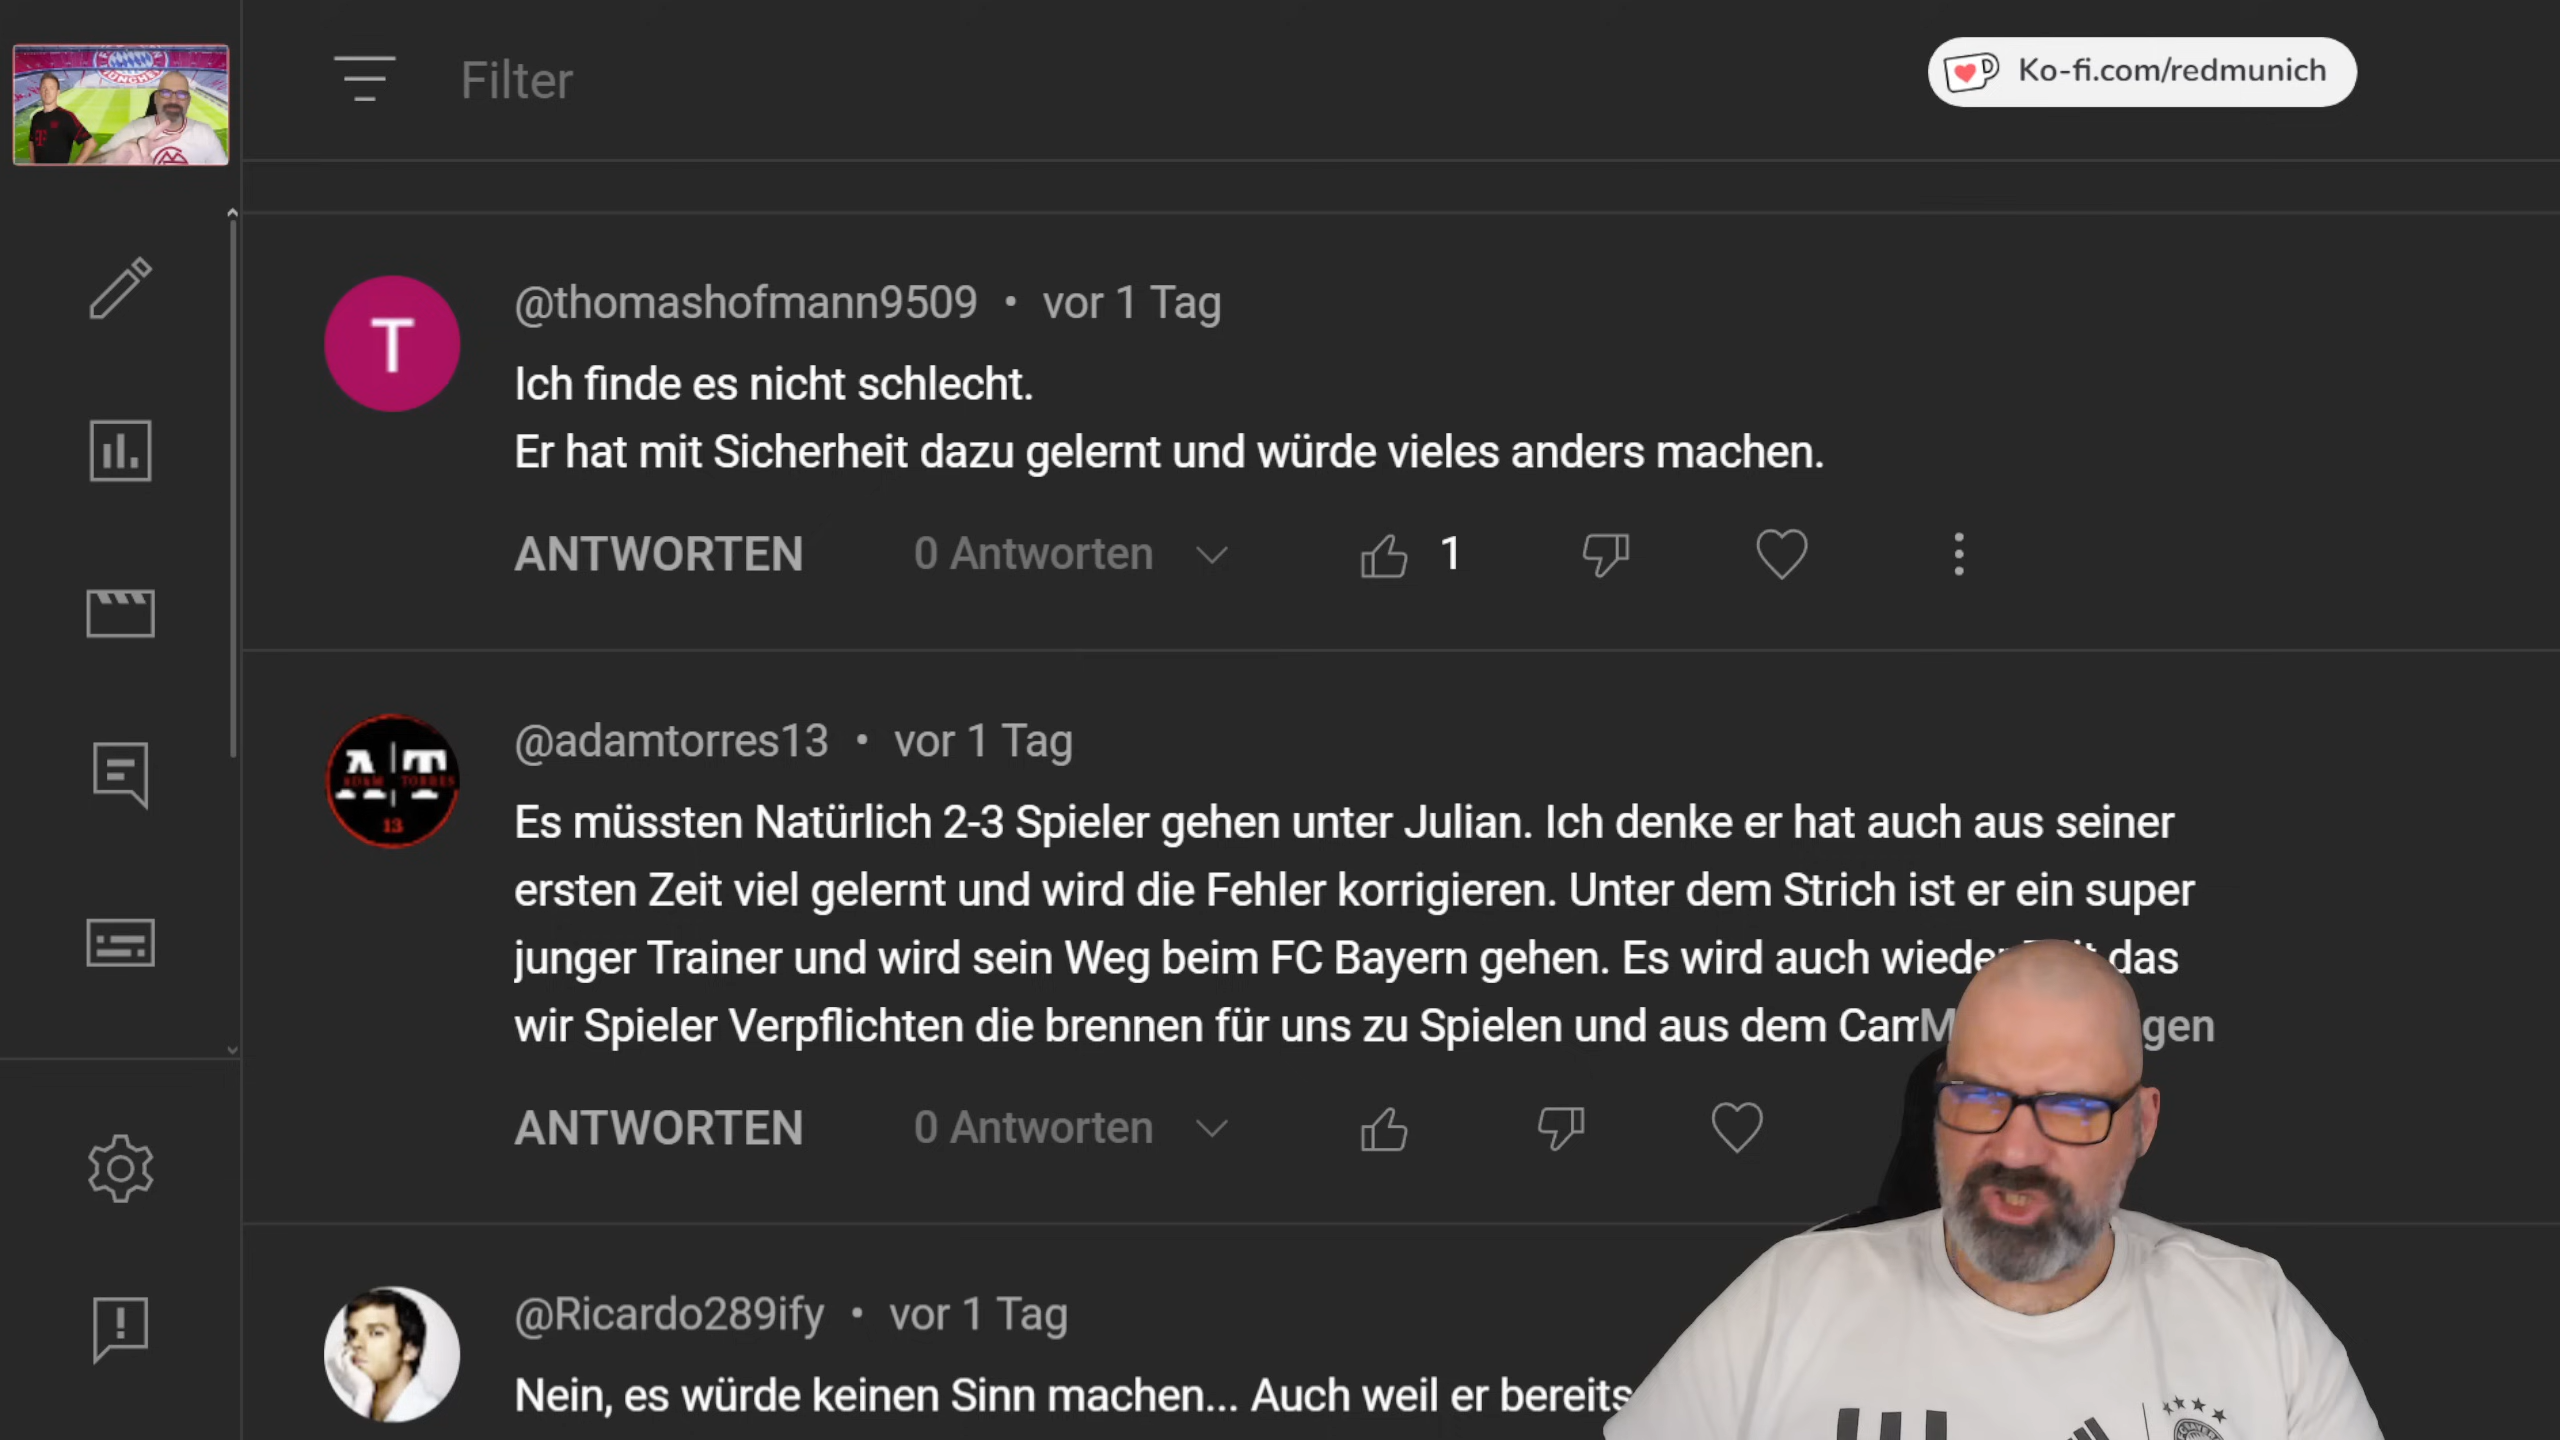 Filter
Ko-fi.com/redmunich
T
@thomashofmann9509 • vor 1 Tag
Ich finde es nicht schlecht.
Er hat mit Sicherheit dazu gelernt und würde vieles anders machen.
ANTWORTEN 0 Antworten 1
A T
ADAM TORRES
13
@adamtorres13 • vor 1 Tag
Es müssten Natürlich 2-3 Spieler gehen unter Julian. Ich denke er hat auch aus seiner
ersten Zeit viel gelernt und wird die Fehler korrigieren. Unter dem Strich ist er ein super
junger Trainer und wird sein Weg beim FC Bayern gehen. Es wird auch wieder das
wir Spieler Verpflichten die brennen für uns zu Spielen und aus dem Cam
ANTWORTEN 0 Antworten
@Ricardo289ify • vor 1 Tag
Nein, es würde keinen Sinn machen... Auch weil er bereits